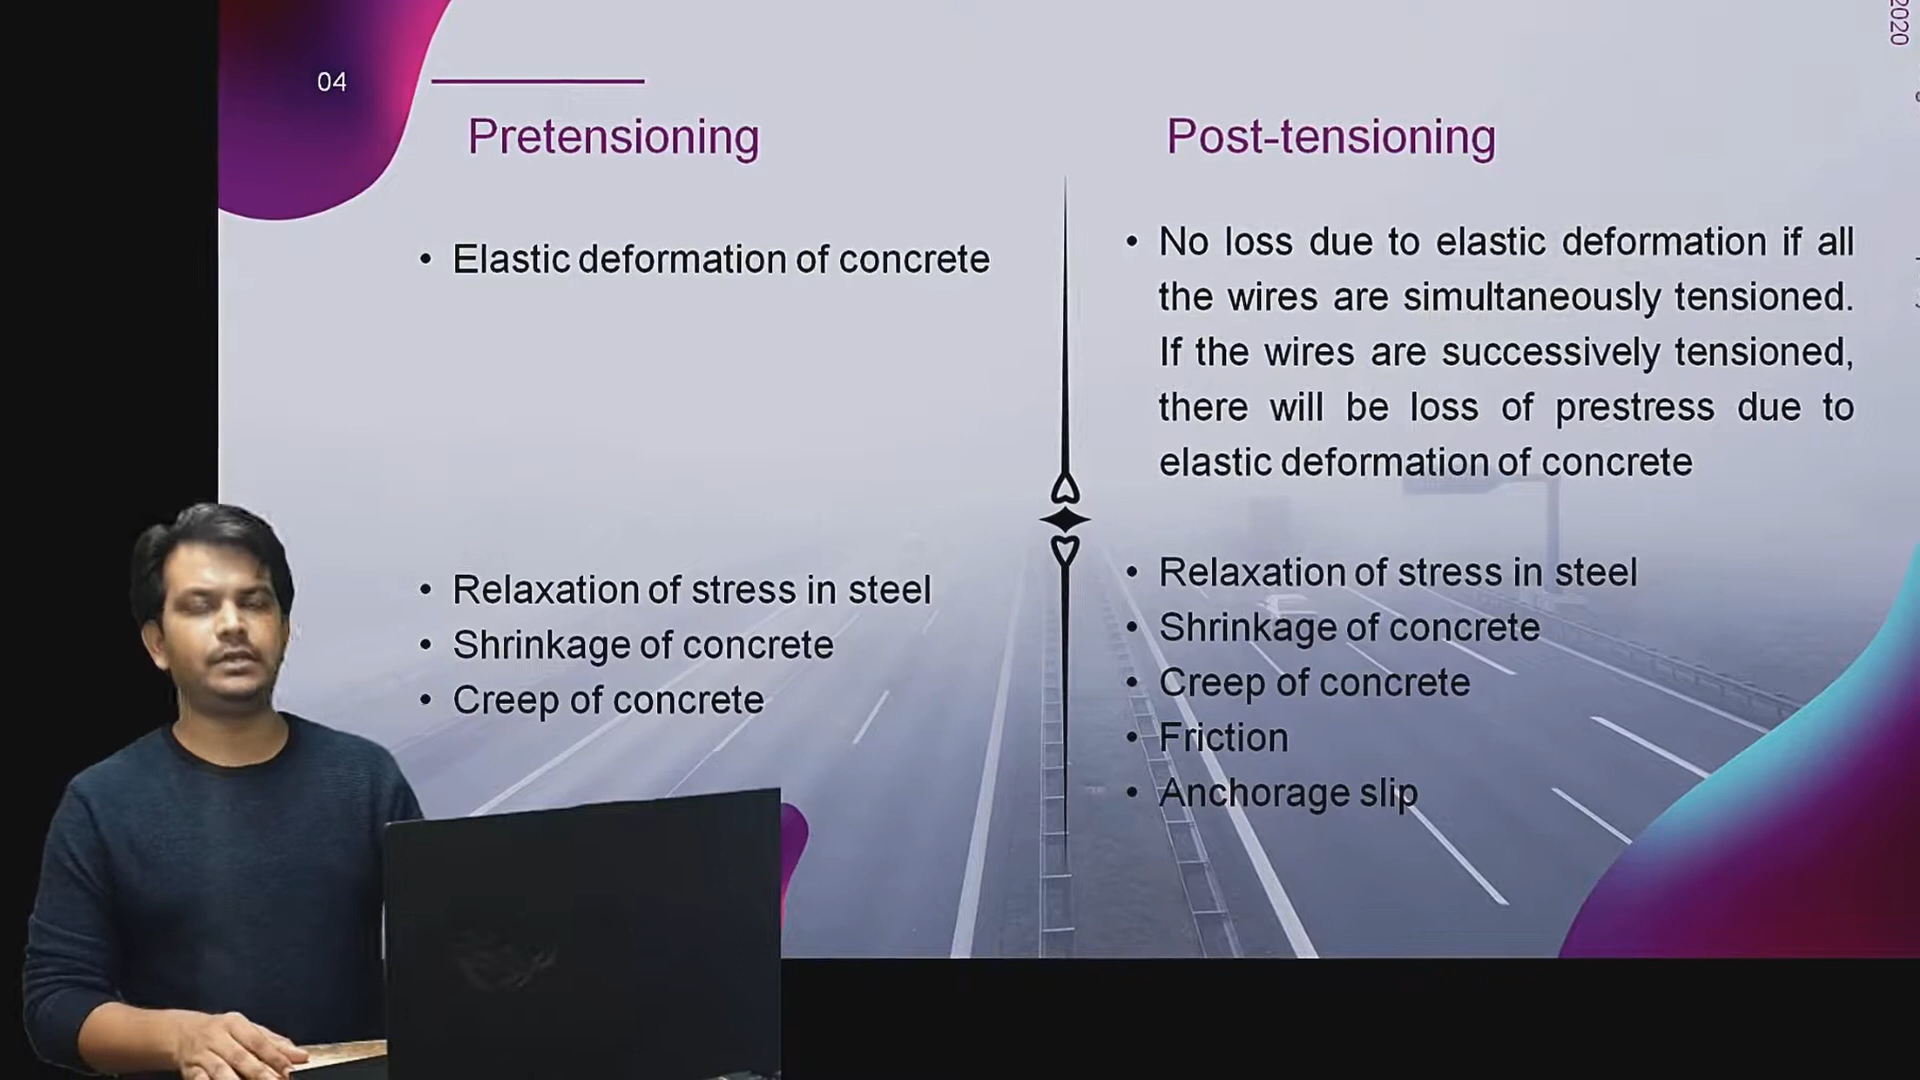 2020
04
Pretensioning
• Elastic deformation of concrete
• Relaxation of stress in steel
• Shrinkage of concrete
• Creep of concrete
Post-tensioning
• No loss due to elastic deformation if all
the wires are simultaneously tensioned.
If the wires are successively tensioned,
there will be loss of prestress due to
elastic deformation of concrete
• Relaxation of stress in steel
• Shrinkage of concrete
• Creep of concrete
• Friction
• Anchorage slip